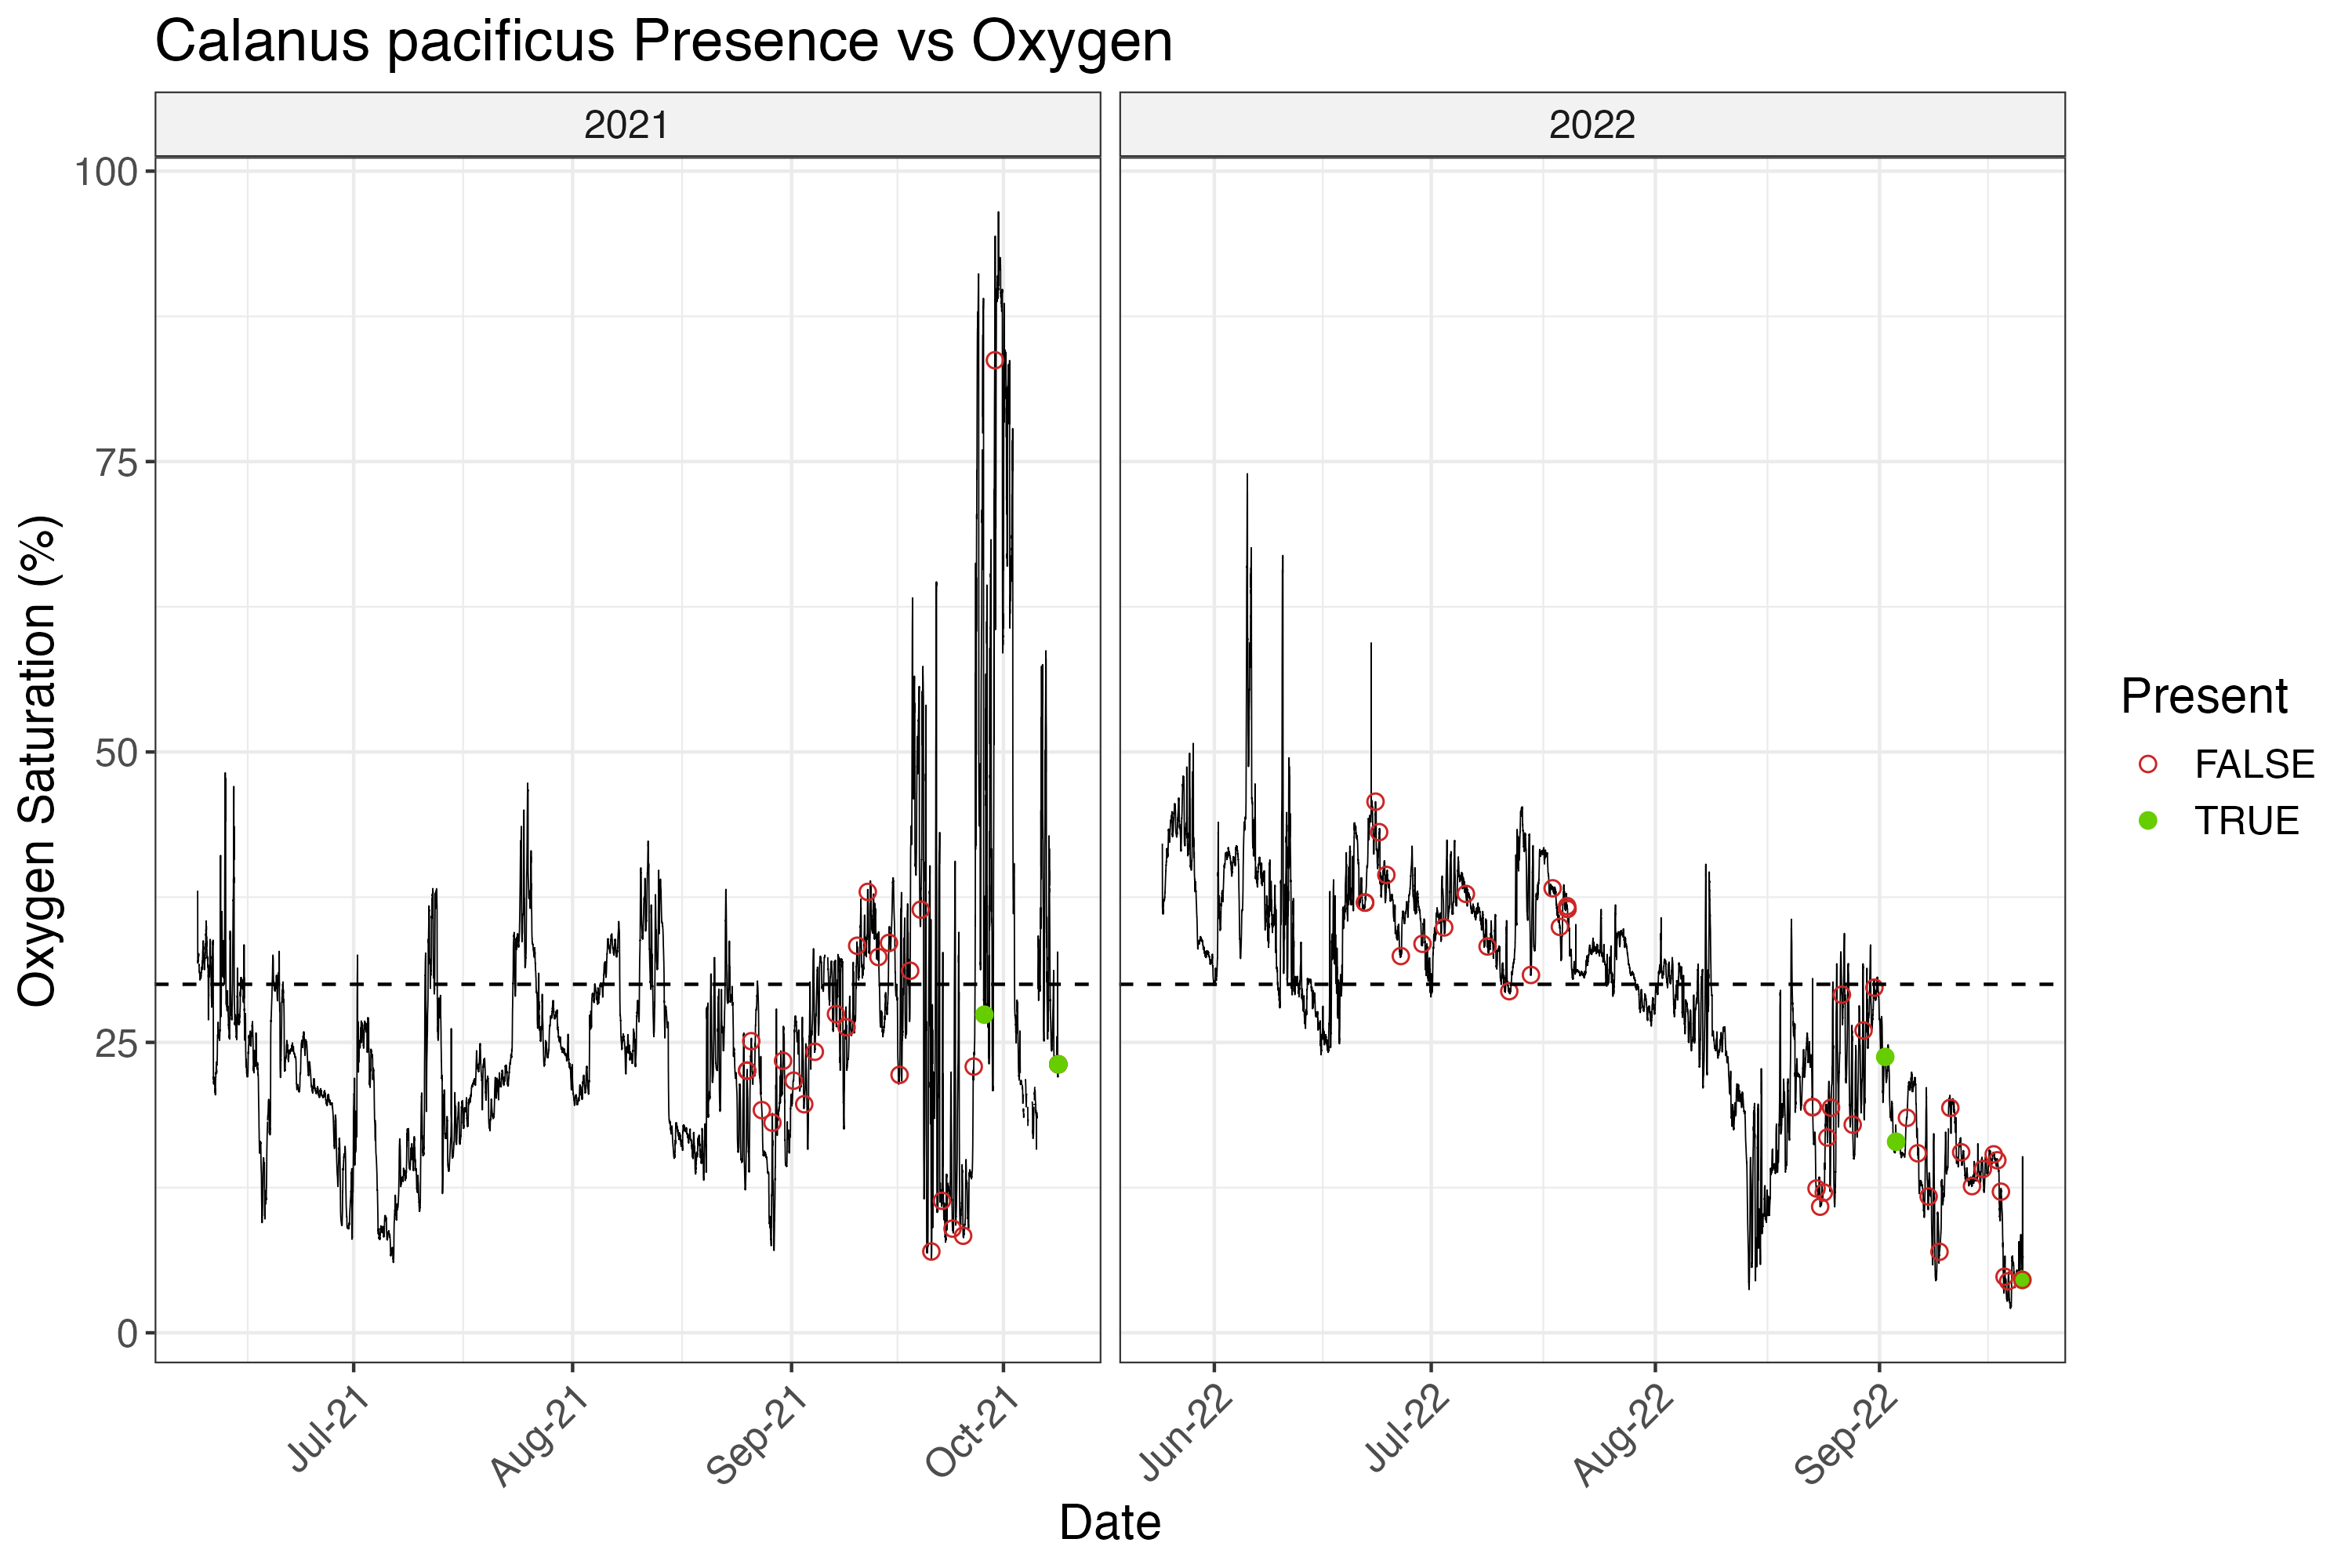 Calanus pacificus Presence vs Oxygen
2021
2022
100
75
50
25
0
Oxygen Saturation (%)
Jul-21
Aug-21
Sep-21
Oct-21
Jun-22
Jul-22
Aug-22
Sep-22
Date
Present
FALSE
TRUE